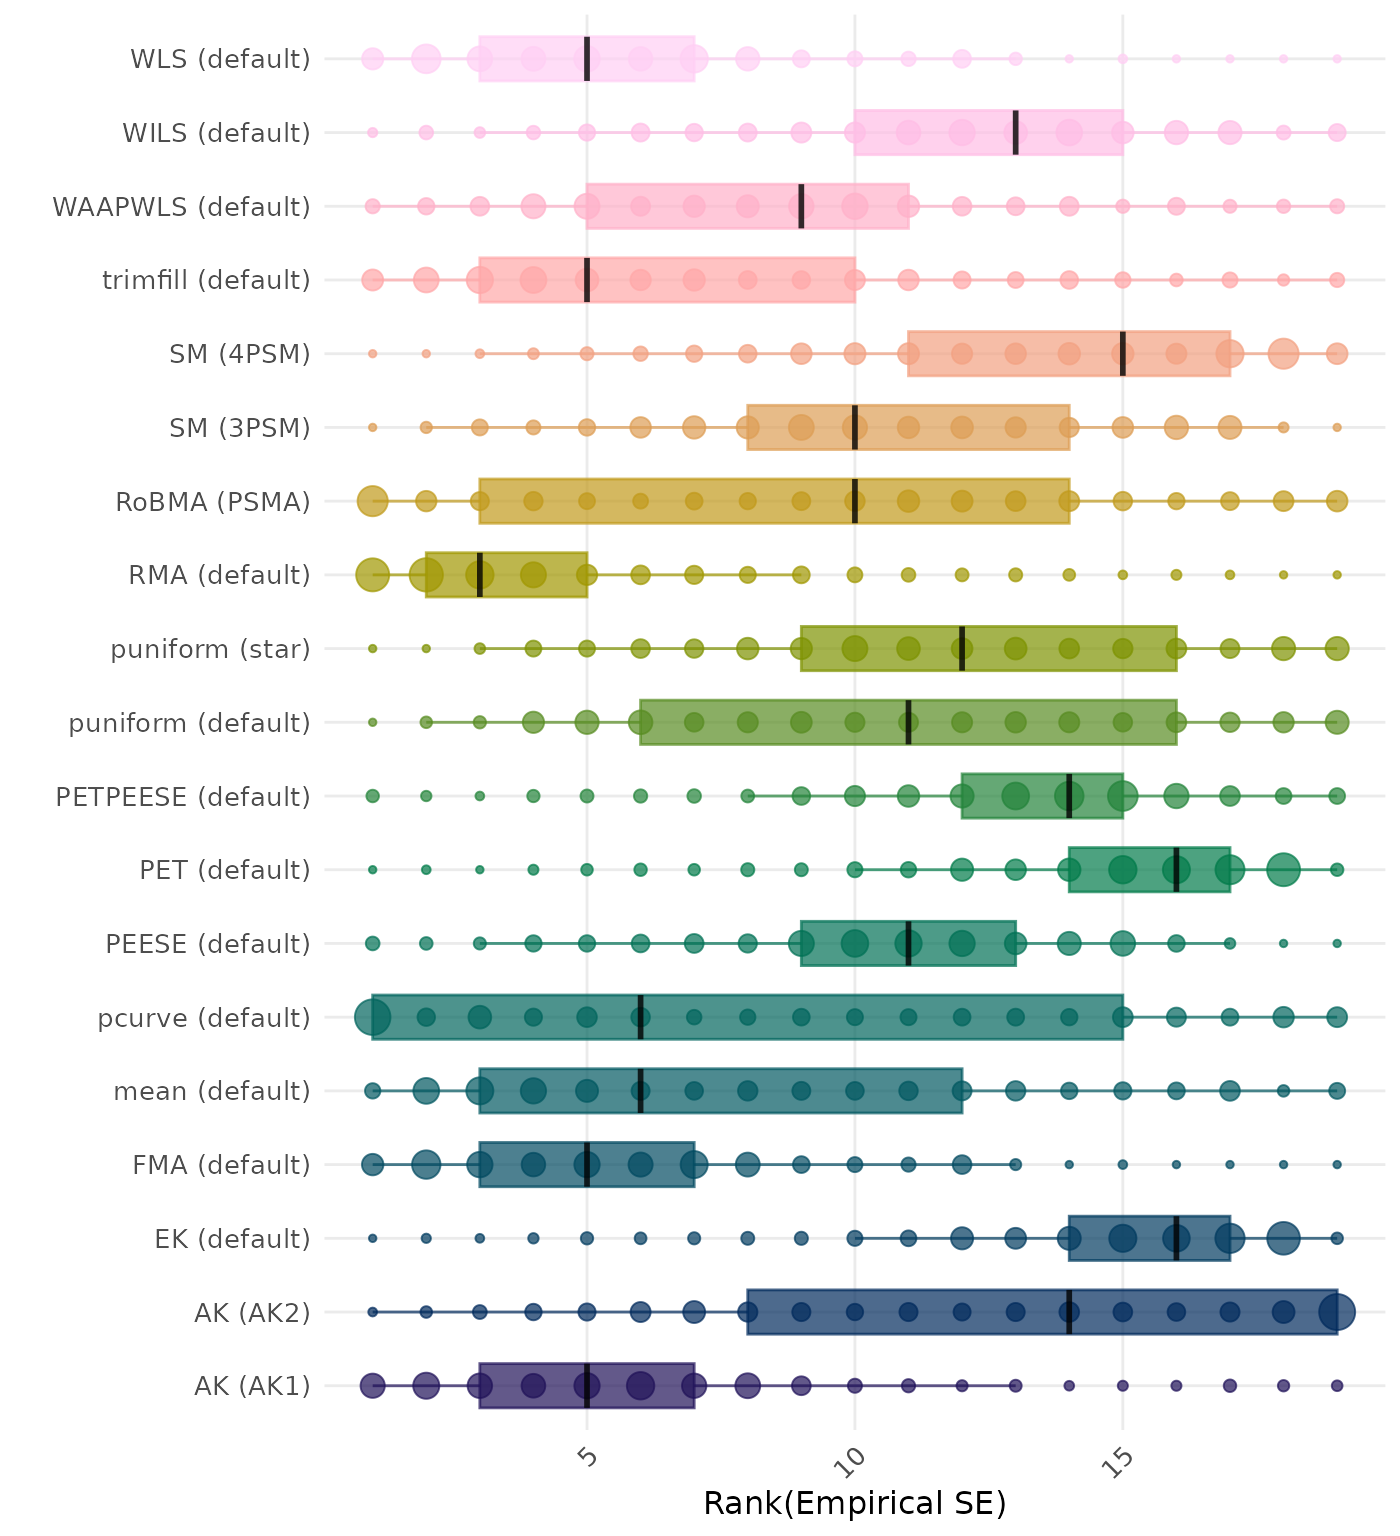 WLS (default)
WILS (default)
WAAPWLS (default)
trimfill (default)
SM (4PSM)
SM (3PSM)
RoBMA (PSMA)
RMA (default)
puniform (star)
puniform (default)
PETPEESE (default)
PET (default)
PEESE (default)
pcurve (default)
mean (default)
FMA (default)
EK (default)
AK (AK2)
AK (AK1)
5 10 15
Rank(Empirical SE)